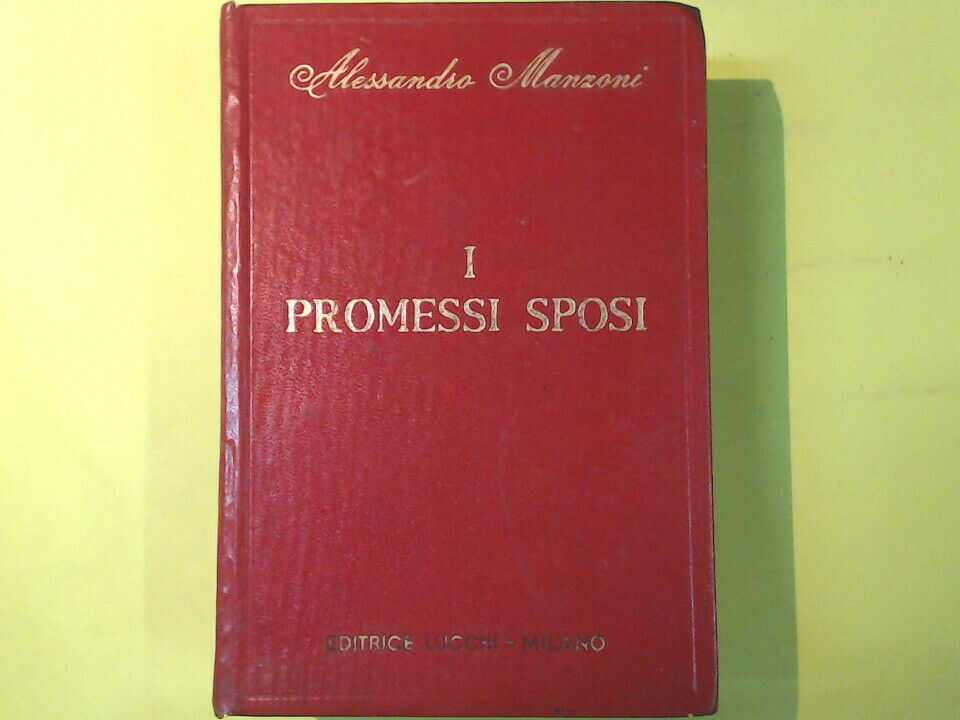 Alessandro Manzoni
I
PROMESSI SPOSI
EDITRICE LUCCHI - MILANO